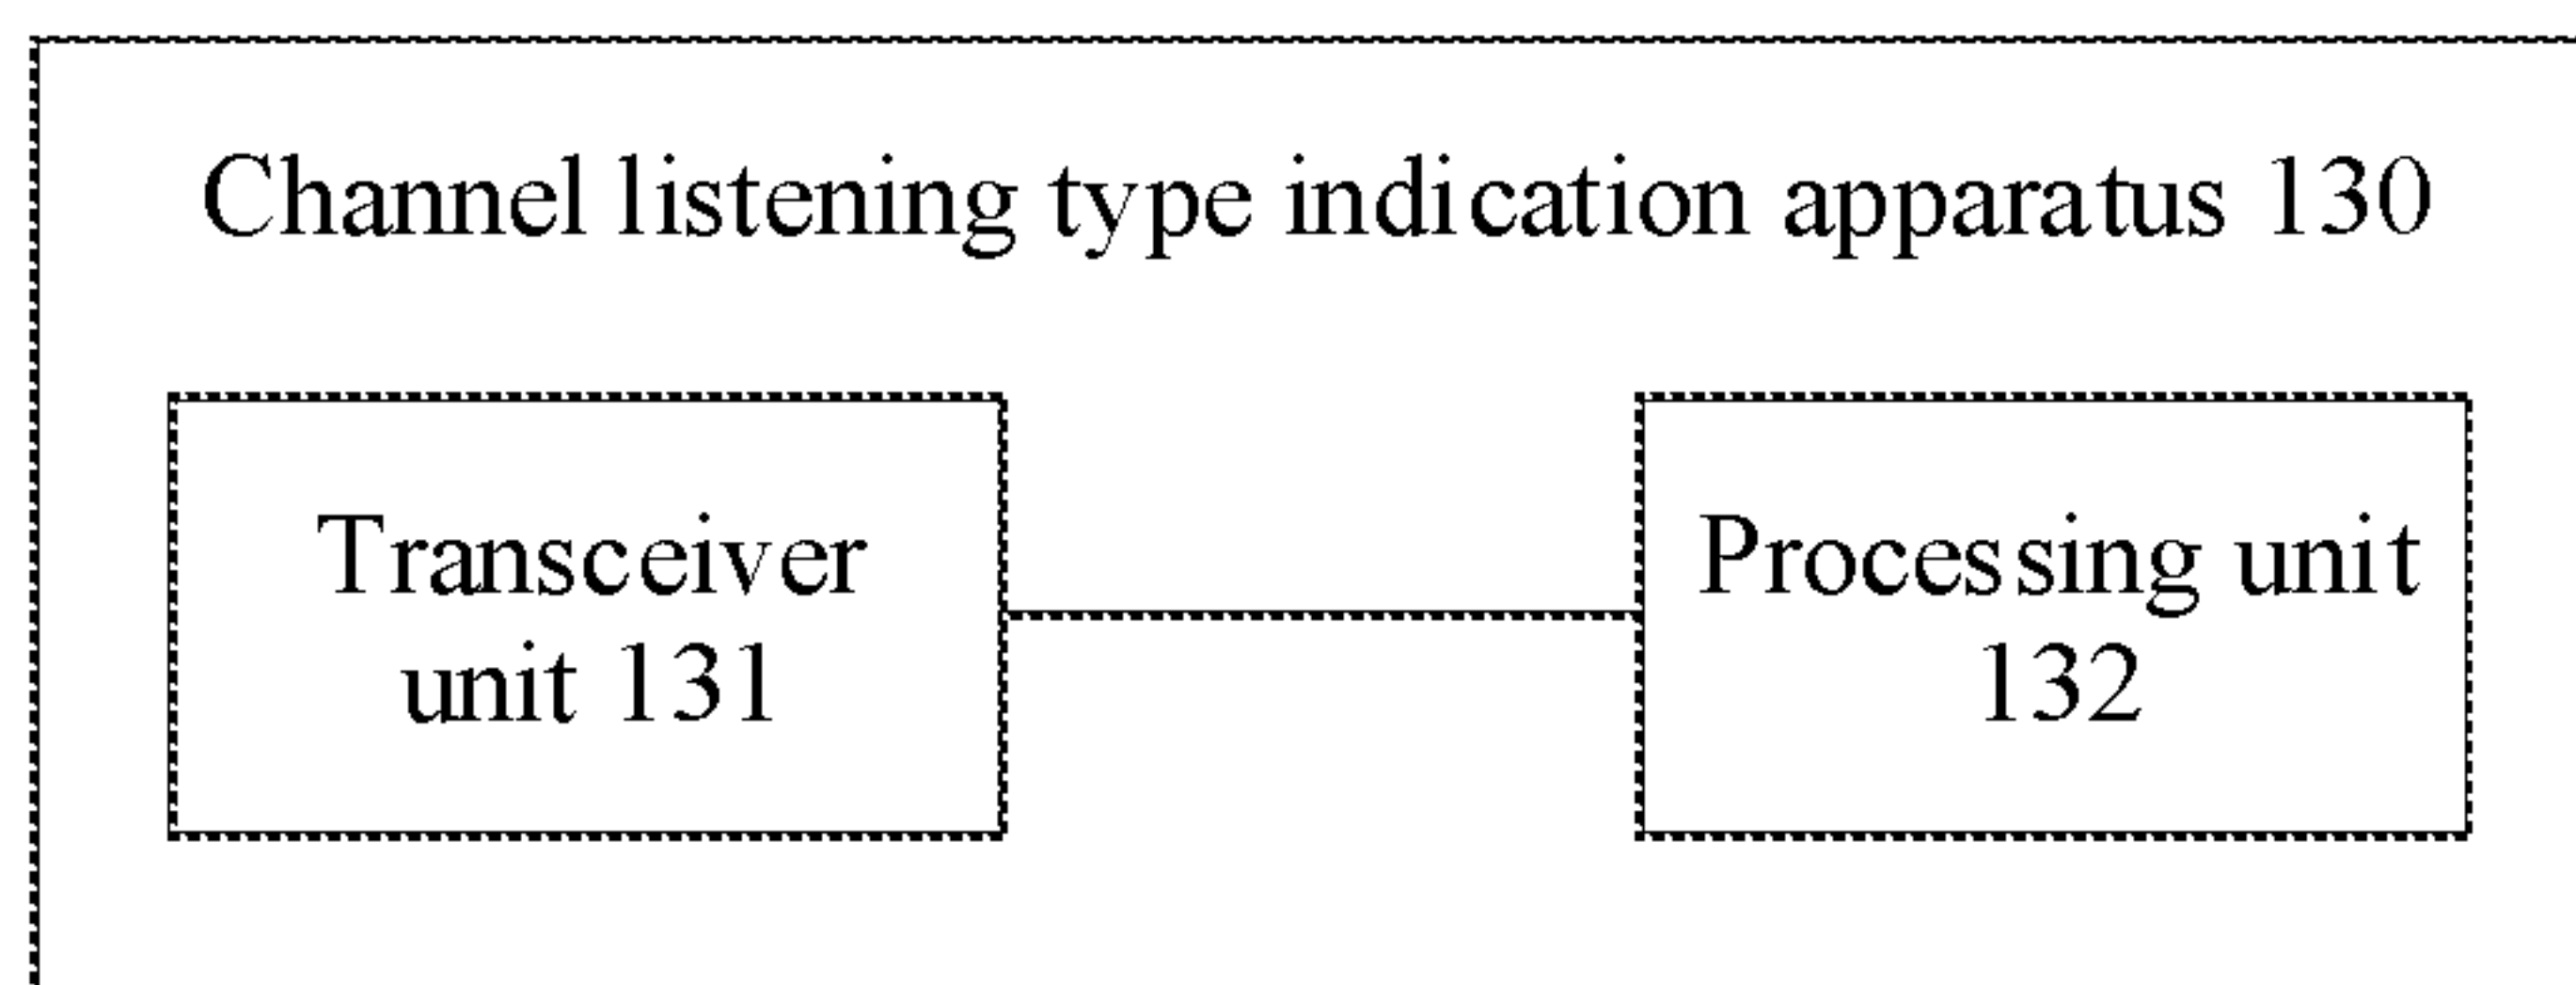 Channel listening type indication apparatus 130
Transceiver
unit 131
Processing unit
132